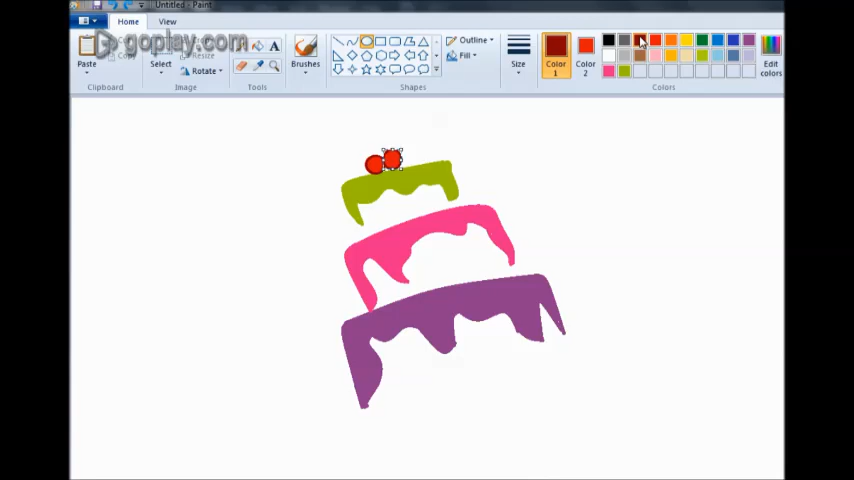 Untitled - Paint
Home View
goplay.com
Paste
Select
Resize
Rotate
Brushes
Outline
Fill
Size
Color 1
Color 2
Edit colors
Clipboard Image Tools Shapes Colors